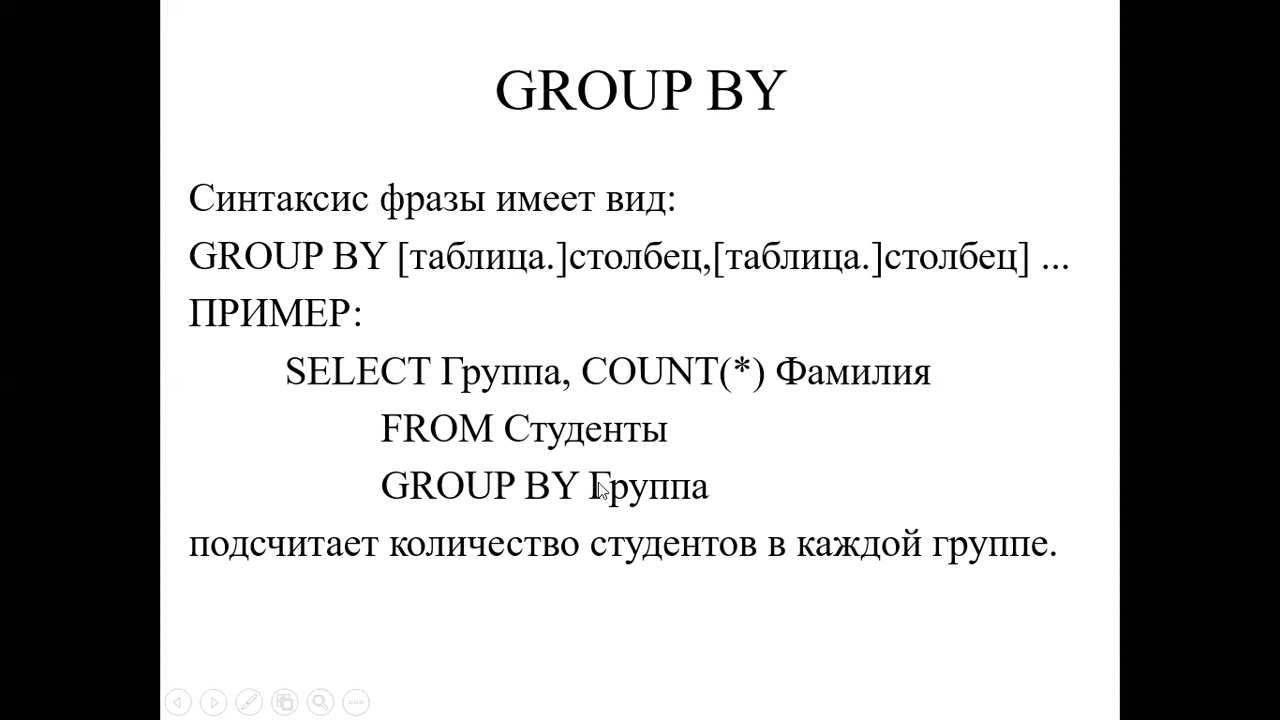 GROUP BY
Синтаксис фразы имеет вид:
GROUP BY [таблица.]столбец,[таблица.]столбец] ...
ПРИМЕР:
SELECT Группа, COUNT(*) Фамилия
FROM Студенты
GROUP BY Группа
подсчитает количество студентов в каждой группе.